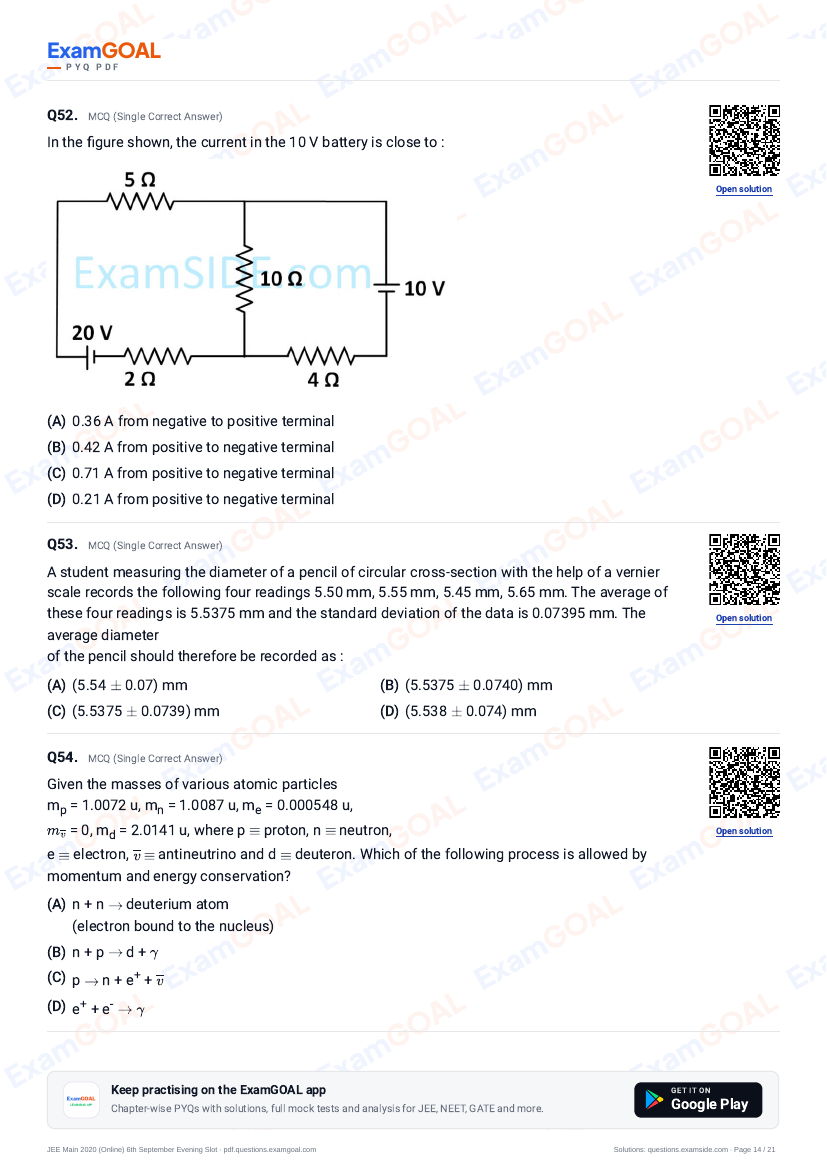 ExamGOAL
PYQ PDF
Q52. MCQ (Single Correct Answer)
In the figure shown, the current in the 10 V battery is close to :
Open solution
5 Ω
ExamSIDE.com
10 Ω
10 V
20 V
2 Ω
4 Ω
(A) 0.36 A from negative to positive terminal
(B) 0.42 A from positive to negative terminal
(C) 0.71 A from positive to negative terminal
(D) 0.21 A from positive to negative terminal
Q53. MCQ (Single Correct Answer)
A student measuring the diameter of a pencil of circular cross-section with the help of a vernier
scale records the following four readings 5.50 mm, 5.55 mm, 5.45 mm, 5.65 mm. The average of
these four readings is 5.5375 mm and the standard deviation of the data is 0.07395 mm. The
average diameter
of the pencil should therefore be recorded as :
Open solution
(A) (5.54 ± 0.07) mm (B) (5.5375 ± 0.0740) mm
(C) (5.5375 ± 0.0739) mm (D) (5.538 ± 0.074) mm
Q54. MCQ (Single Correct Answer)
Given the masses of various atomic particles
m_p = 1.0072 u, m_n = 1.0087 u, m_e = 0.000548 u,
m_ν̅ = 0, m_d = 2.0141 u, where p ≡ proton, n ≡ neutron,
e ≡ electron, ν̅ ≡ antineutrino and d ≡ deuteron. Which of the following process is allowed by
momentum and energy conservation?
Open solution
(A) n + n → deuterium atom
(electron bound to the nucleus)
(B) n + p → d + γ
(C) p → n + e⁺ + ν̅
(D) e⁺ + e⁻ → γ
ExamGOAL
Keep practising on the ExamGOAL app
Chapter-wise PYQs with solutions, full mock tests and analysis for JEE, NEET, GATE and more.
GET IT ON
Google Play
JEE Main 2020 (Online) 6th September Evening Slot · pdf.questions.examgoal.com
Solutions: questions.examside.com · Page 14 / 21